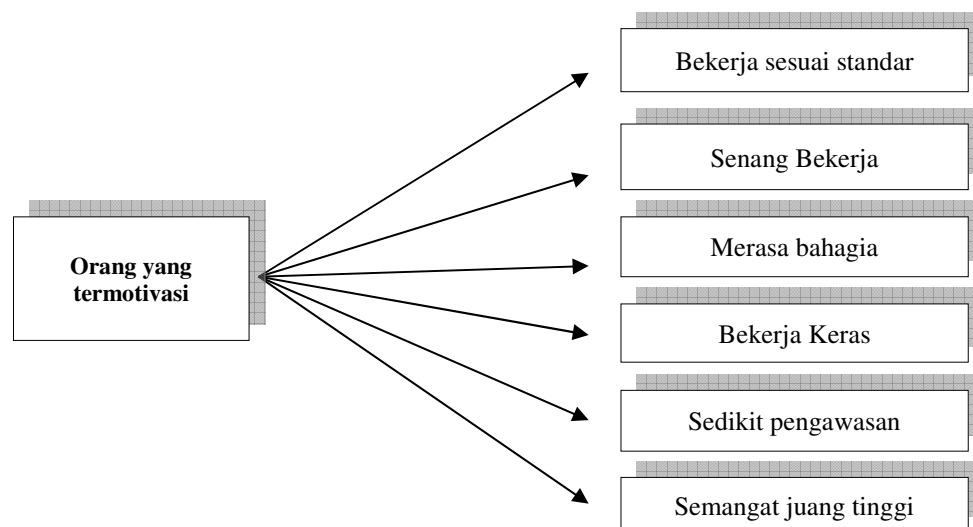 Bekerja sesuai standar
Senang Bekerja
Orang yang
termotivasi
Merasa bahagia
Bekerja Keras
Sedikit pengawasan
Semangat juang tinggi